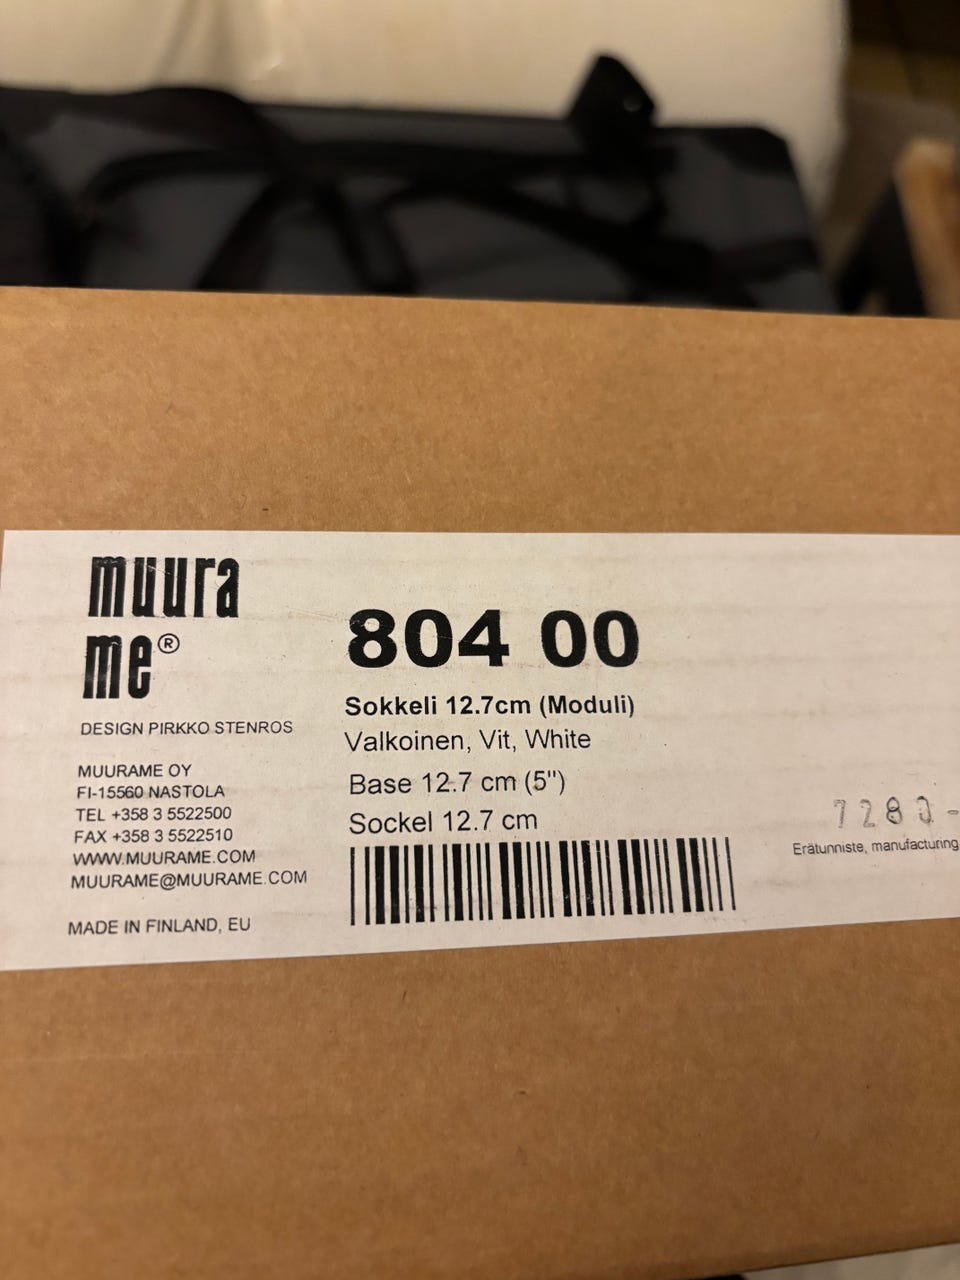 muura
me®
DESIGN PIRKKO STENROS
MUURAME OY
FI-15560 NASTOLA
TEL +358 3 5522500
FAX +358 3 5522510
WWW.MUURAME.COM
MUURAME@MUURAME.COM
MADE IN FINLAND, EU
804 00
Sokkeli 12.7cm (Moduli)
Valkoinen, Vit, White
Base 12.7 cm (5")
Sockel 12.7 cm
Erätunniste, manufacturing